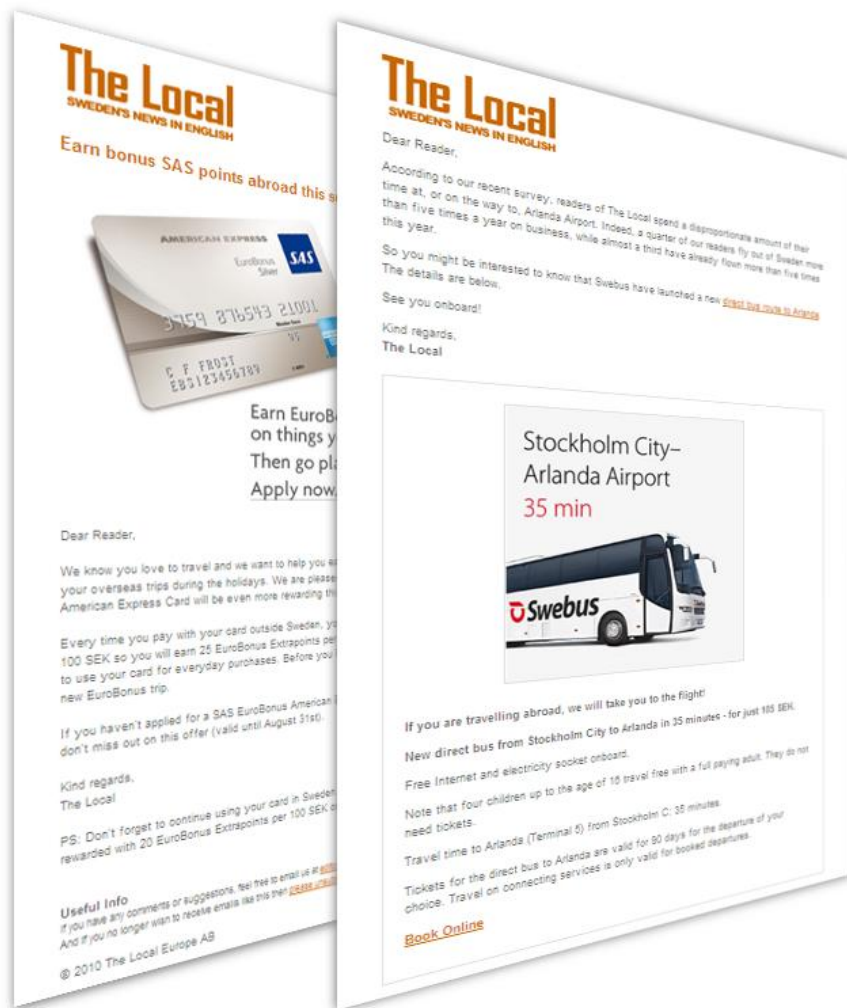 The Local
SWEDEN'S NEWS IN ENGLISH
Earn bonus SAS points abroad this
AMERICAN EXPRESS
EuroBonus
Silver
SAS
3759 876543 21001
Member Since
95
C F FROST
EBS123456789
Earn EuroB
on things y
Then go pla
Apply now.
Dear Reader,
We know you love to travel and we want to help you
your overseas trips during the holidays. We are please
American Express Card will be even more rewarding th
Every time you pay with your card outside Sweden, yo
100 SEK so you will earn 25 EuroBonus Extrapoints per
to use your card for everyday purchases. Before you
new EuroBonus trip.
If you haven't applied for a SAS EuroBonus American
don't miss out on this offer (valid until August 31st).
Kind regards,
The Local
PS: Don't forget to continue using your card in Sweden
rewarded with 20 EuroBonus Extrapoints per 100 SEK
Useful Info
If you have any comments or suggestions, feel free to email us at
And if you no longer wish to receive emails like this then please
© 2010 The Local Europe AB
The Local
SWEDEN'S NEWS IN ENGLISH
Dear Reader,
According to our recent survey, readers of The Local spend a disproportionate amount of their
time at, or on the way to, Arlanda Airport. Indeed, a quarter of our readers fly out of Sweden more
than five times a year on business, while almost a third have already flown more than five times
this year.
So you might be interested to know that Swebus have launched a new direct bus route to Arlanda
The details are below.
See you onboard!
Kind regards,
The Local
Stockholm City–
Arlanda Airport
35 min
Swebus
If you are travelling abroad, we will take you to the flight!
New direct bus from Stockholm City to Arlanda in 35 minutes - for just 105 SEK.
Free Internet and electricity socket onboard.
Note that four children up to the age of 15 travel free with a full paying adult. They do not
need tickets.
Travel time to Arlanda (Terminal 5) from Stockholm C: 35 minutes.
Tickets for the direct bus to Arlanda are valid for 90 days for the departure of your
choice. Travel on connecting services is only valid for booked departures.
Book Online